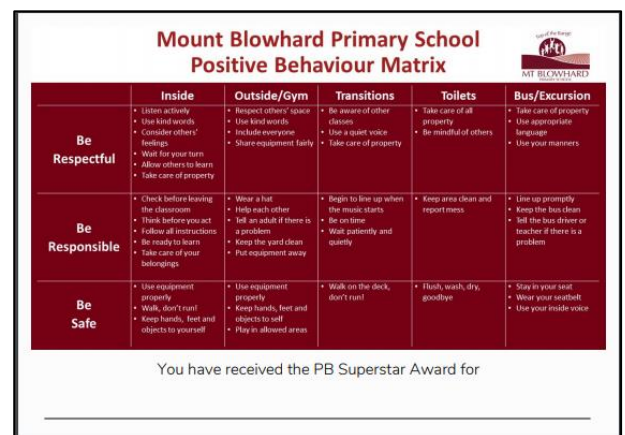 Mount Blowhard Primary School
Positive Behaviour Matrix
MT BLOWHARD
PRIMARY SCHOOL
Inside
Outside/Gym
Transitions
Toilets
Bus/Excursion
Be
Respectful
• Listen actively
• Use kind words
• Consider others'
feelings
• Wait for your turn
• Allow others to learn
• Take care of property
• Respect others' space
• Use kind words
• Include everyone
• Share equipment fairly
• Be aware of other
classes
• Use a quiet voice
• Take care of property
• Take care of all
property
• Be mindful of others
• Take care of property
• Use appropriate
language
• Use your manners
Be
Responsible
• Check before leaving
the classroom
• Think before you act
• Follow all instructions
• Be ready to learn
• Take care of your
belongings
• Wear a hat
• Help each other
• Tell an adult if there is
a problem
• Keep the yard clean
• Put equipment away
• Begin to line up when
the music starts
• Be on time
• Wait patiently and
quietly
• Keep area clean and
report mess
• Line up promptly
• Keep the bus clean
• Tell the bus driver or
teacher if there is a
problem
Be
Safe
• Use equipment
properly
• Walk, don't run!
• Keep hands, feet and
objects to yourself
• Use equipment
properly
• Keep hands, feet and
objects to self
• Play in allowed areas
• Walk on the deck,
don't run!
• Flush, wash, dry,
goodbye
• Stay in your seat
• Wear your seatbelt
• Use your inside voice
You have received the PB Superstar Award for